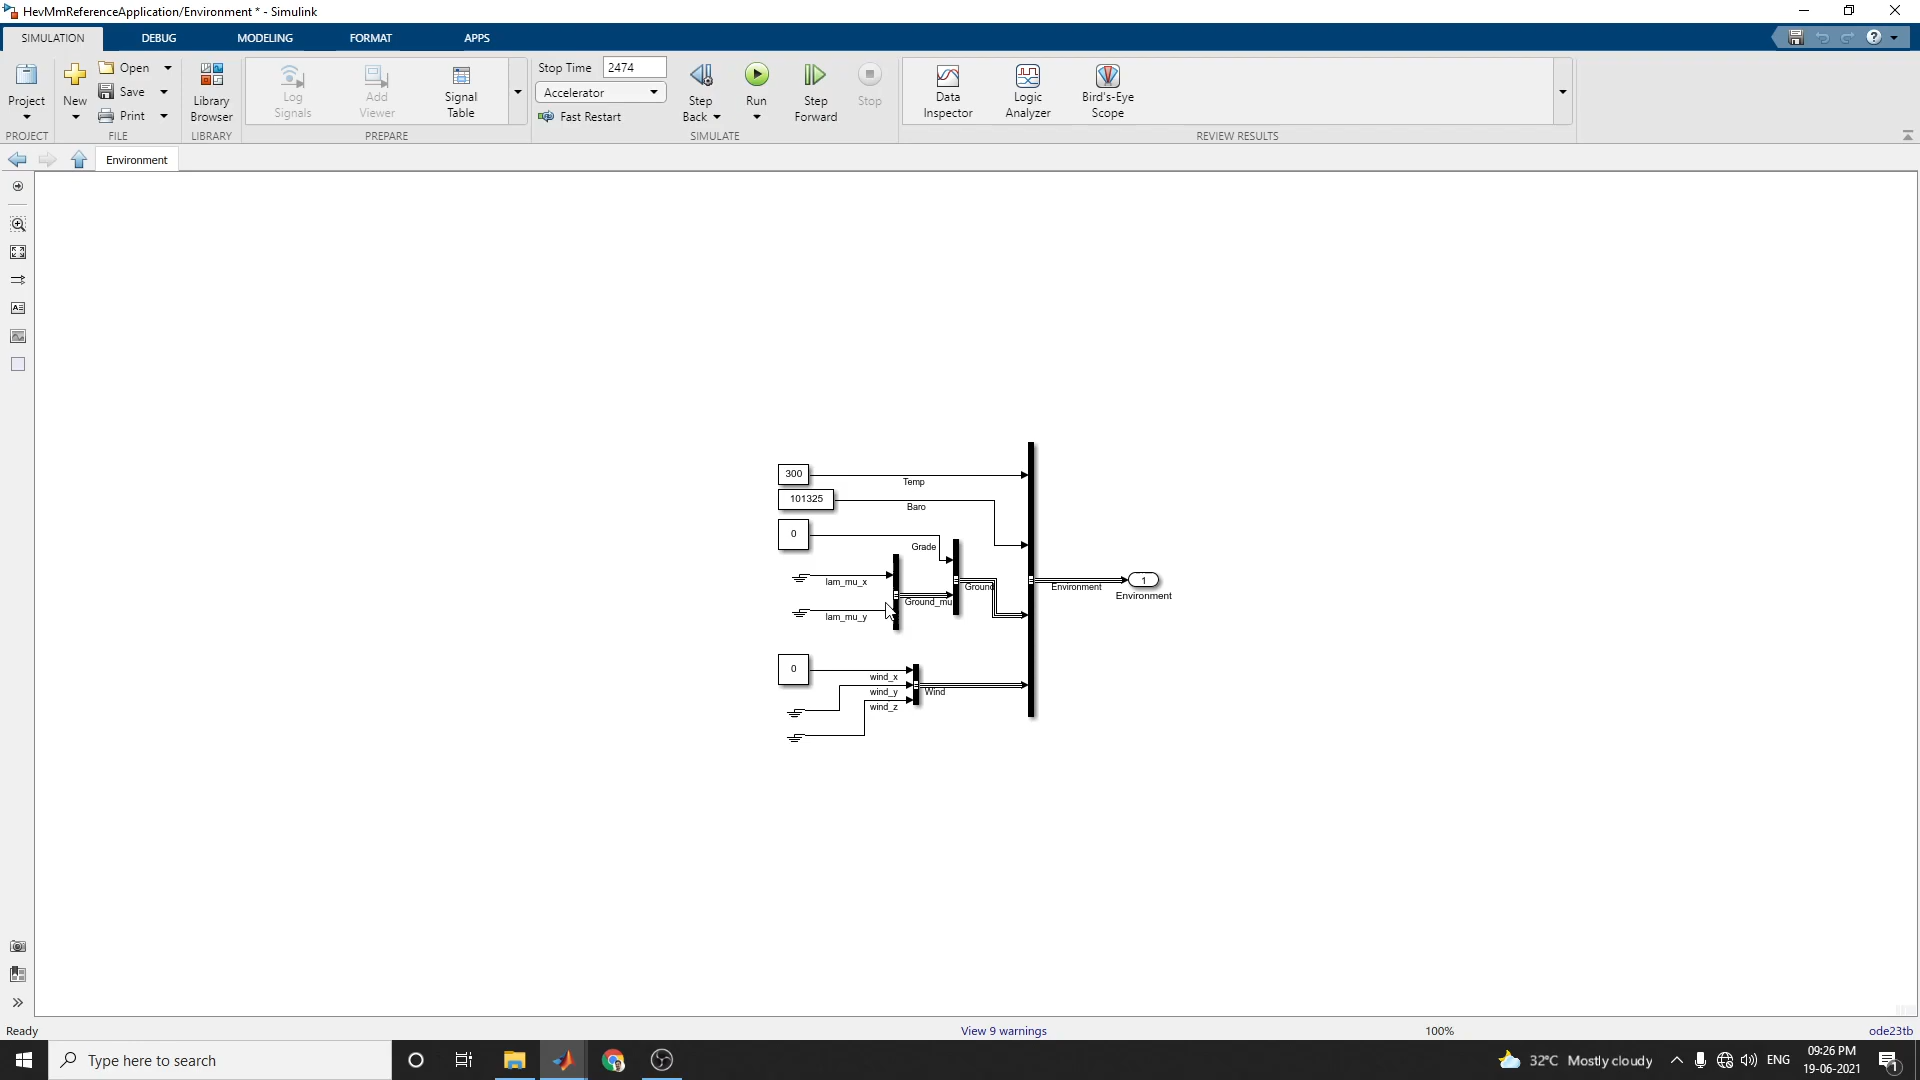 HevMmReferenceApplication/Environment * - Simulink
SIMULATION DEBUG MODELING FORMAT APPS
Project
PROJECT
New
Open
Save
Print
FILE
Library
Browser
LIBRARY
Log
Signals
Add
Viewer
Signal
Table
PREPARE
Stop Time 2474
Accelerator
Fast Restart
Step
Back
Run
Step
Forward
Stop
SIMULATE
Data
Inspector
Logic
Analyzer
Bird's-Eye
Scope
REVIEW RESULTS
Environment
300
Temp
101325
Baro
0
Grade
lam_mu_x
lam_mu_y
Ground_mu
Ground
Environment
1
Environment
0
wind_x
wind_y
wind_z
Wind
Ready
View 9 warnings
100%
ode23tb
Type here to search
32°C Mostly cloudy
ENG
09:26 PM
19-06-2021
1